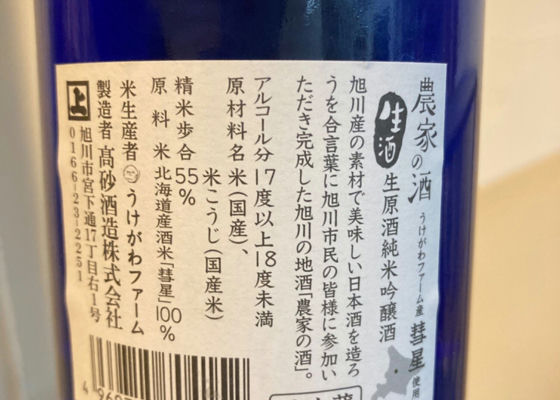 農家の酒 うけがわファーム産 彗星 使用
生酒 生原酒純米吟醸酒
旭川産の素材で美味しい日本酒を造ろ
うを合言葉に旭川市民の皆様に参加い
ただき完成した旭川の地酒「農家の酒」。
アルコール分 17度以上18度未満
原材料名 米(国産)、
米こうじ(国産米)
精米歩合 55%
原料米 北海道産酒米「彗星」100%
米生産者 うけがわファーム
製造者 髙砂酒造株式会社
上 旭川市宮下通17丁目右1号
0166-23-2251